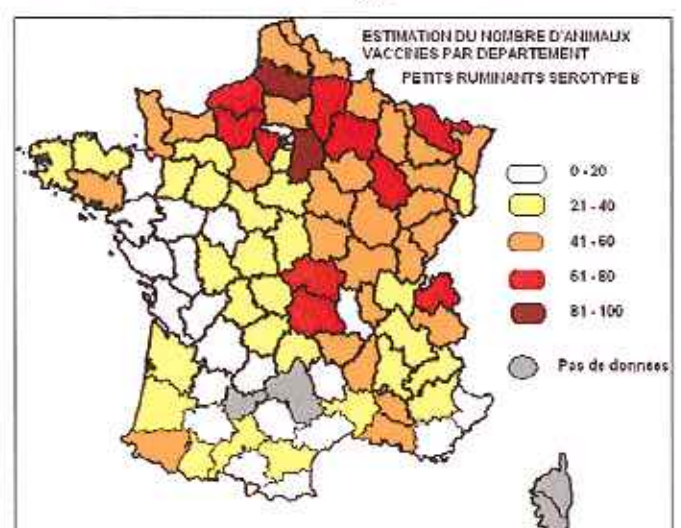 ESTIMATION DU NOMBRE D'ANIMAUX
VACCINES PAR DEPARTEMENT
PETITS RUMINANTS SEROTYPE 8
0 - 20
21 - 40
41 - 60
61 - 80
81 - 100
Pas de données